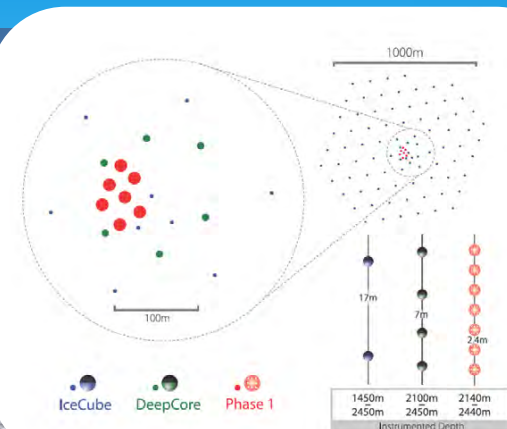 1000m
100m
17m
7m
2.4m
IceCube
DeepCore
Phase 1
1450m
2450m
2100m
2450m
2140m
2440m
Instrumented Depth